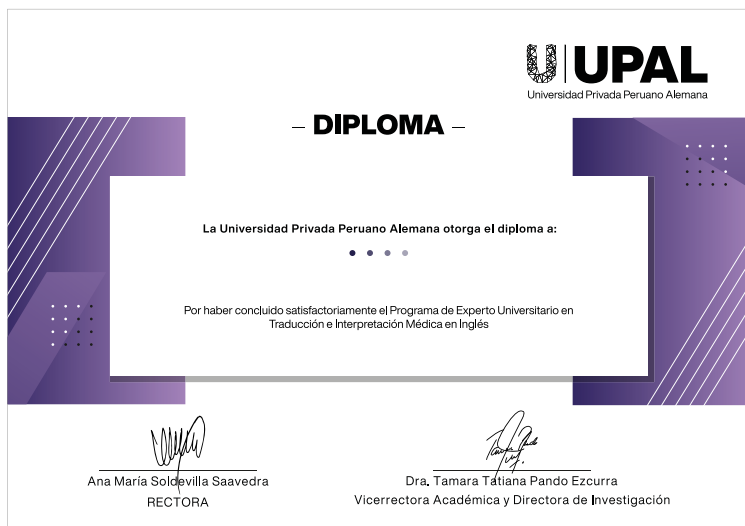 UPAL
Universidad Privada Peruano Alemana
– DIPLOMA –
La Universidad Privada Peruano Alemana otorga el diploma a:
Por haber concluido satisfactoriamente el Programa de Experto Universitario en
Traducción e Interpretación Médica en Inglés
Ana María Soldevilla Saavedra
RECTORA
Dra. Tamara Tatiana Pando Ezcurra
Vicerrectora Académica y Directora de Investigación